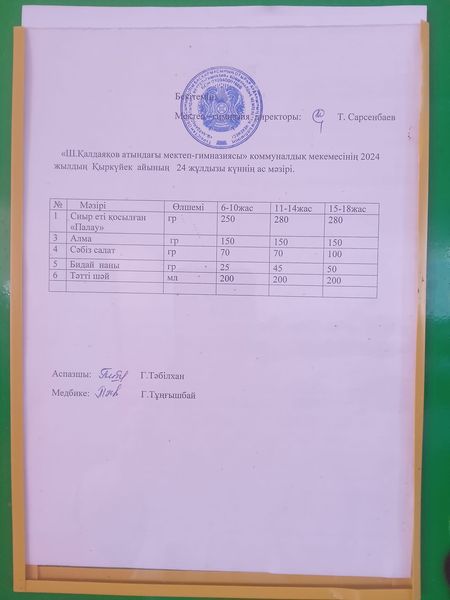 Бекітемін
Мектеп -гимназия директоры: Т. Сарсенбаев
«Ш.Қалдаяқов атындағы мектеп-гимназиясы» коммуналдық мекемесінің 2024
жылдың Қыркүйек айының 24 жұлдызы күннің ас мәзірі.
№ Мәзірі Өлшемі 6-10жас 11-14жас 15-18жас
1 Сиыр еті қосылған «Палау» гр 250 280 280
3 Алма гр 150 150 150
4 Сәбіз салат гр 70 70 100
5 Бидай наны гр 25 45 50
6 Тәтті шәй мл 200 200 200
Аспазшы: Г.Тәбілхан
Медбике: Г.Тұңғышбай